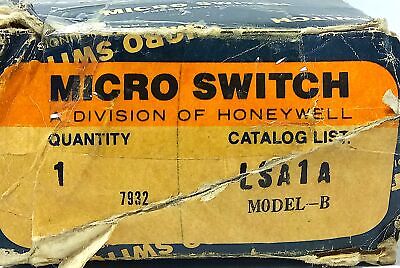 MICRO SWITCH
A DIVISION OF HONEYWELL
QUANTITY CATALOG LIST.
1 LSA1A
7932
MODEL-B